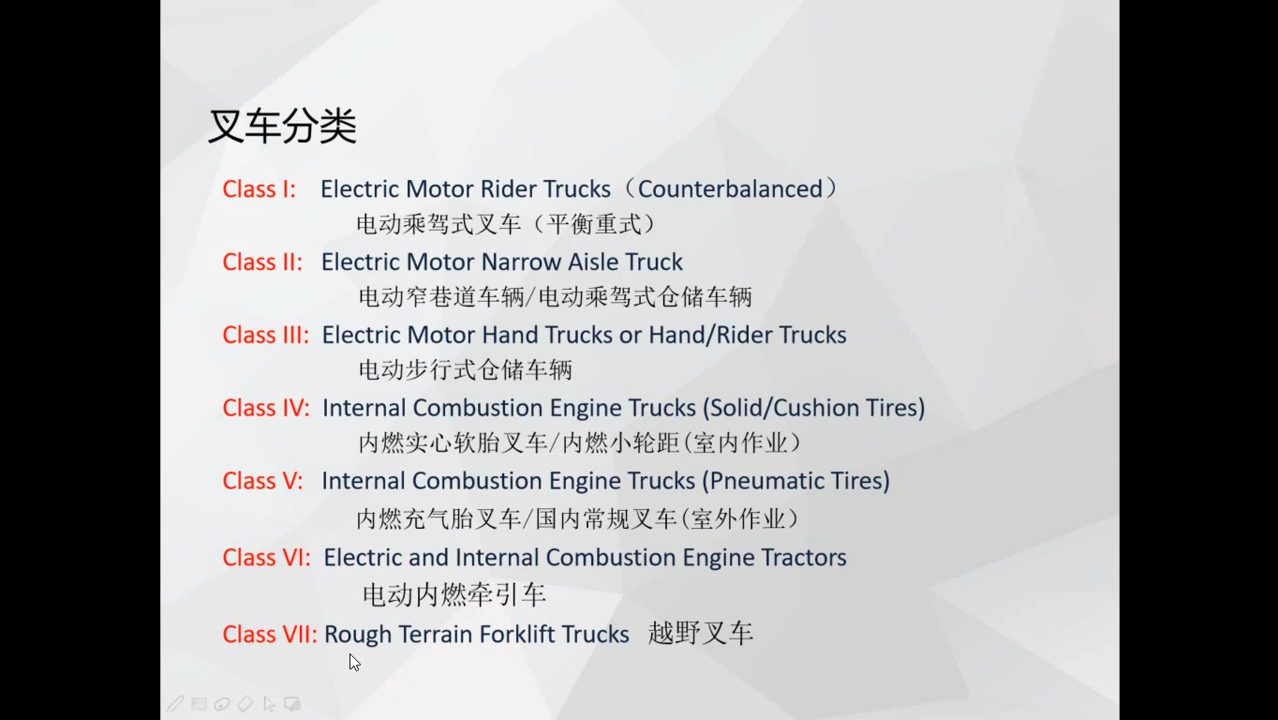 叉车分类
Class I: Electric Motor Rider Trucks（Counterbalanced）
电动乘驾式叉车（平衡重式）
Class II: Electric Motor Narrow Aisle Truck
电动窄巷道车辆/电动乘驾式仓储车辆
Class III: Electric Motor Hand Trucks or Hand/Rider Trucks
电动步行式仓储车辆
Class IV: Internal Combustion Engine Trucks (Solid/Cushion Tires)
内燃实心软胎叉车/内燃小轮距(室内作业）
Class V: Internal Combustion Engine Trucks (Pneumatic Tires)
内燃充气胎叉车/国内常规叉车(室外作业）
Class VI: Electric and Internal Combustion Engine Tractors
电动内燃牵引车
Class VII: Rough Terrain Forklift Trucks 越野叉车